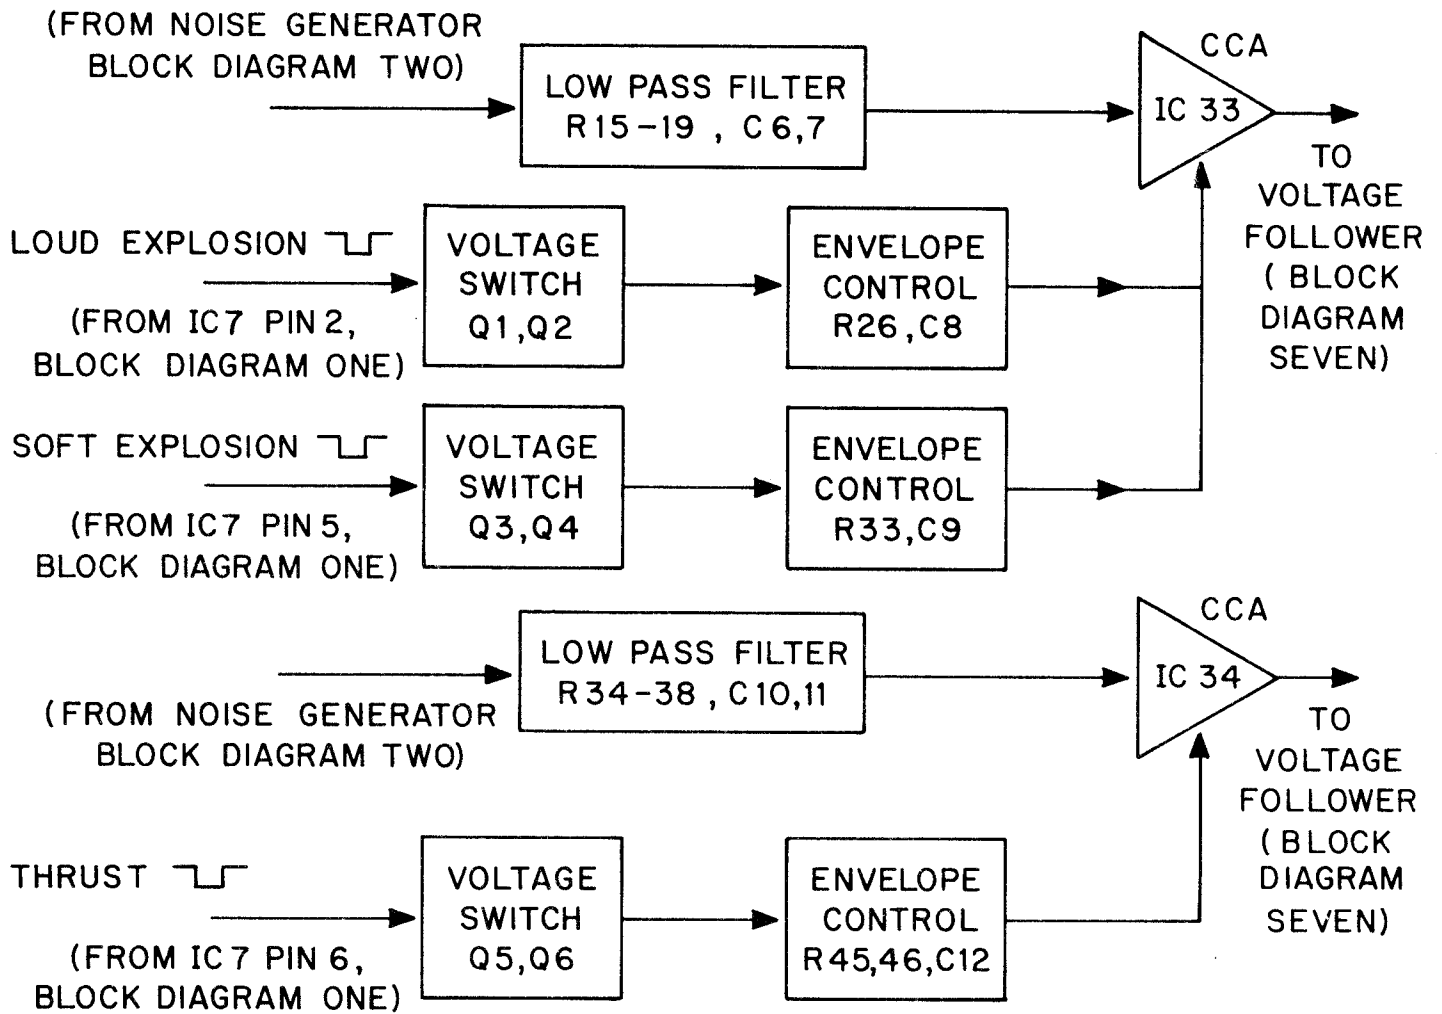 (FROM NOISE GENERATOR
BLOCK DIAGRAM TWO)
LOW PASS FILTER
R15-19 , C6,7
CCA
IC 33
TO
VOLTAGE
FOLLOWER
( BLOCK
DIAGRAM
SEVEN)
LOUD EXPLOSION
(FROM IC7 PIN 2,
BLOCK DIAGRAM ONE)
VOLTAGE
SWITCH
Q1,Q2
ENVELOPE
CONTROL
R26,C8
SOFT EXPLOSION
(FROM IC7 PIN 5,
BLOCK DIAGRAM ONE)
VOLTAGE
SWITCH
Q3,Q4
ENVELOPE
CONTROL
R33,C9
LOW PASS FILTER
R34-38 , C10,11
(FROM NOISE GENERATOR
BLOCK DIAGRAM TWO)
CCA
IC 34
TO
VOLTAGE
FOLLOWER
( BLOCK
DIAGRAM
SEVEN)
THRUST
(FROM IC7 PIN 6,
BLOCK DIAGRAM ONE)
VOLTAGE
SWITCH
Q5,Q6
ENVELOPE
CONTROL
R45,46,C12